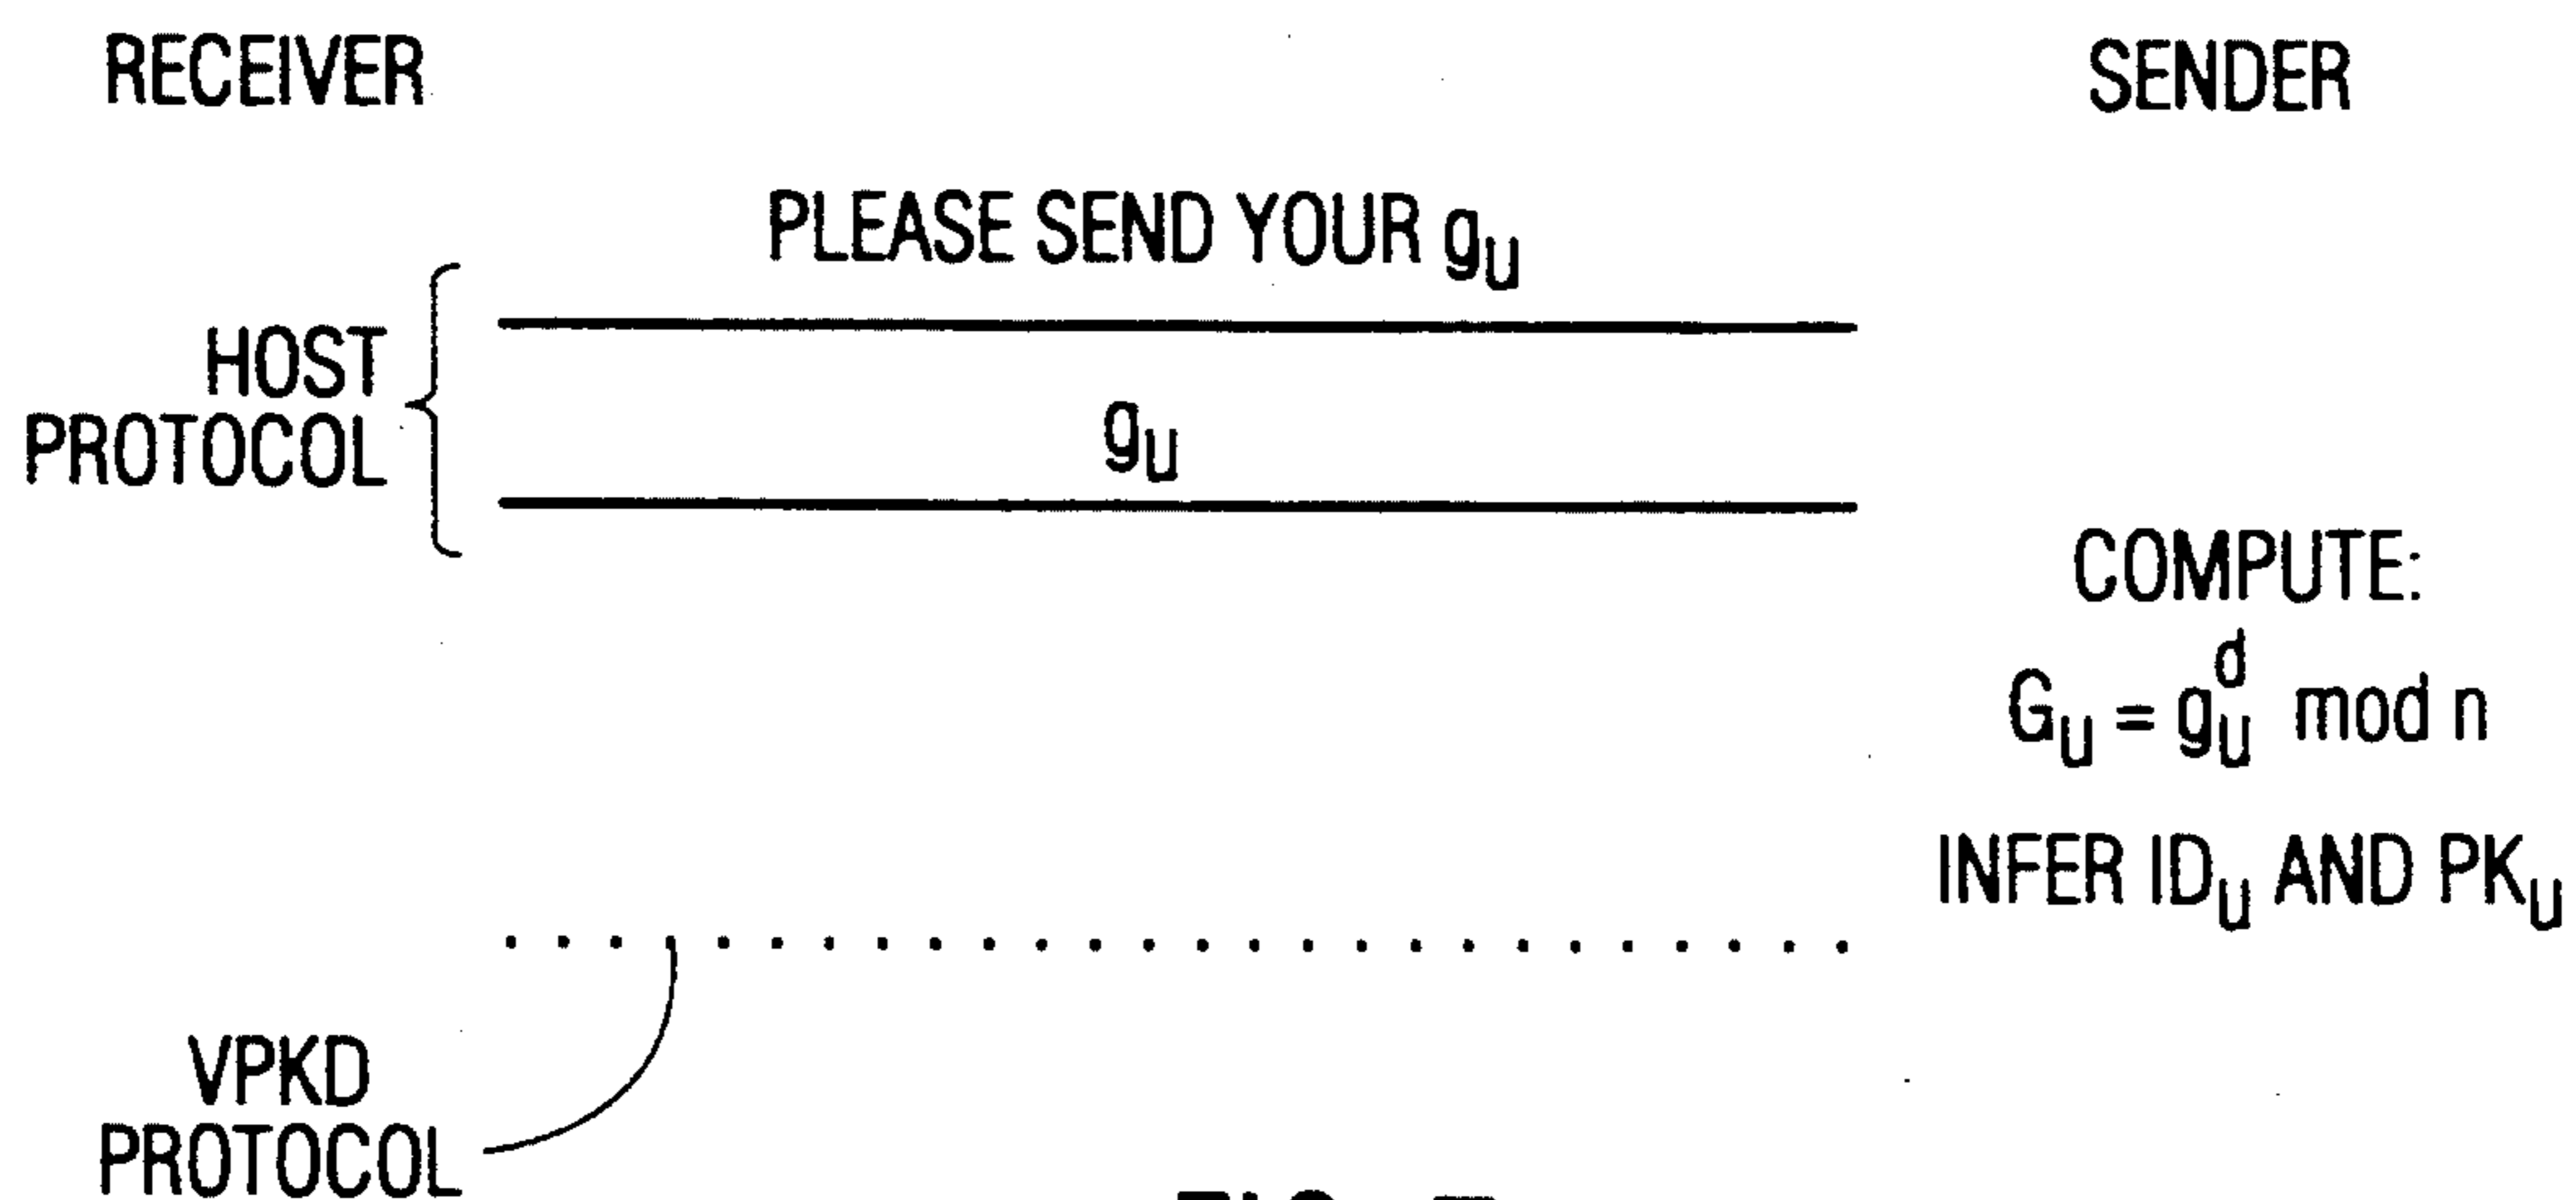 RECEIVER
SENDER
PLEASE SEND YOUR gU
HOST
PROTOCOL
gU
COMPUTE:
GU = gU^d mod n
INFER IDU AND PKU
VPKD
PROTOCOL